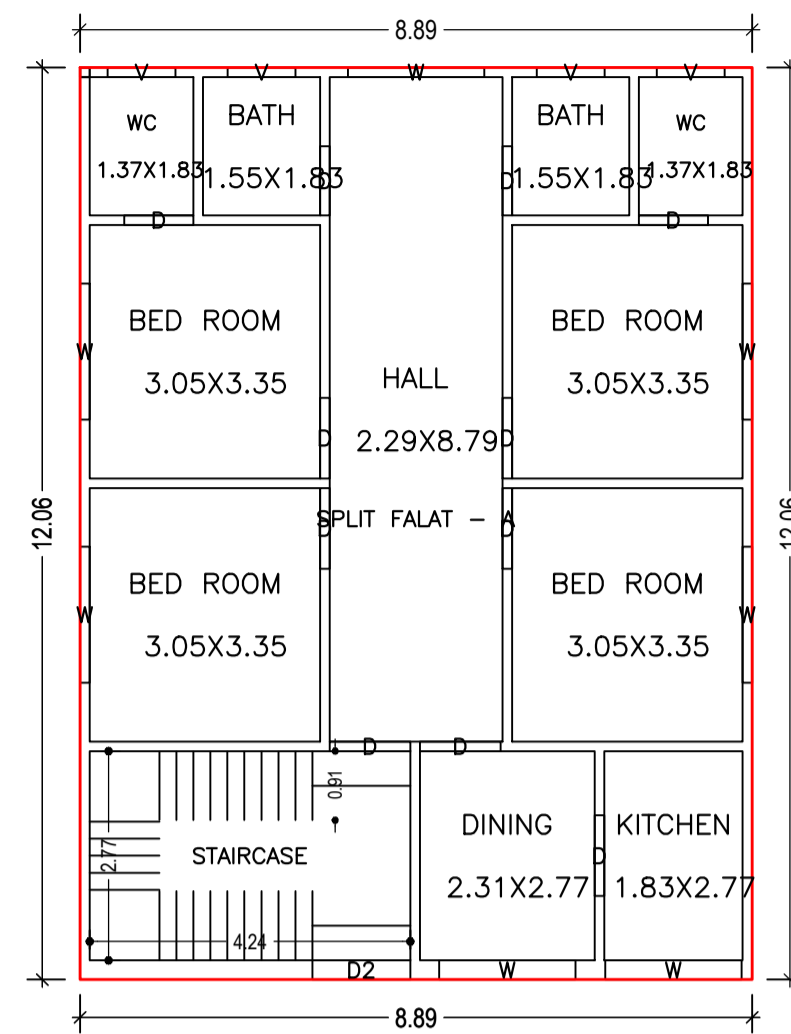 8.89
V V W V V
WC BATH BATH WC
1.37X1.83 1.55X1.83 1.55X1.83 1.37X1.83
D D
D D
BED ROOM BED ROOM
W W
3.05X3.35 HALL 3.05X3.35
D 2.29X8.79 D
12.06 12.06
D SPLIT FALAT - A D
BED ROOM BED ROOM
W W
3.05X3.35 3.05X3.35
D D
0.91
DINING KITCHEN
2.77 STAIRCASE D
2.31X2.77 1.83X2.77
4.24
D2 W W
8.89